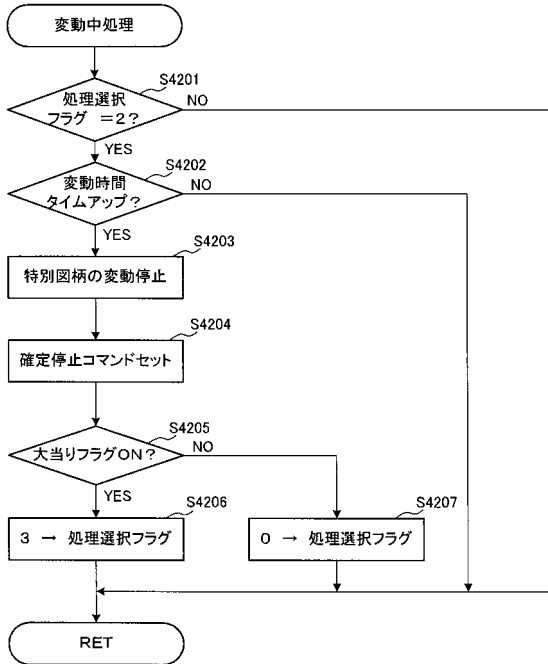 変動中処理
S4201
処理選択
フラグ =2?
NO
YES
S4202
変動時間
タイムアップ?
NO
YES
S4203
特別図柄の変動停止
S4204
確定停止コマンドセット
S4205
大当りフラグON?
NO
YES
S4206
3 → 処理選択フラグ
S4207
0 → 処理選択フラグ
RET